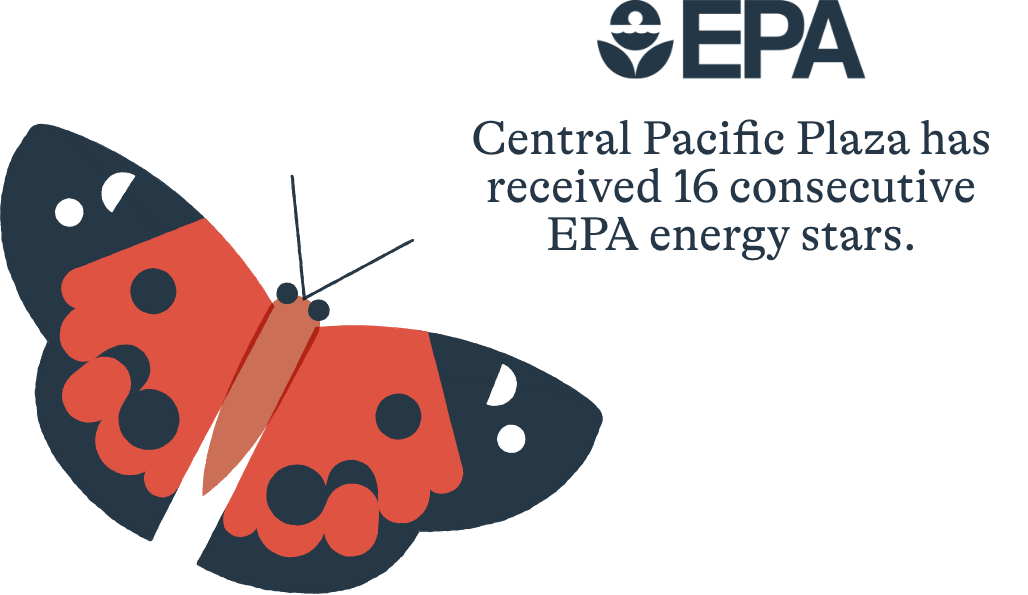 EPA
Central Pacific Plaza has
received 16 consecutive
EPA energy stars.